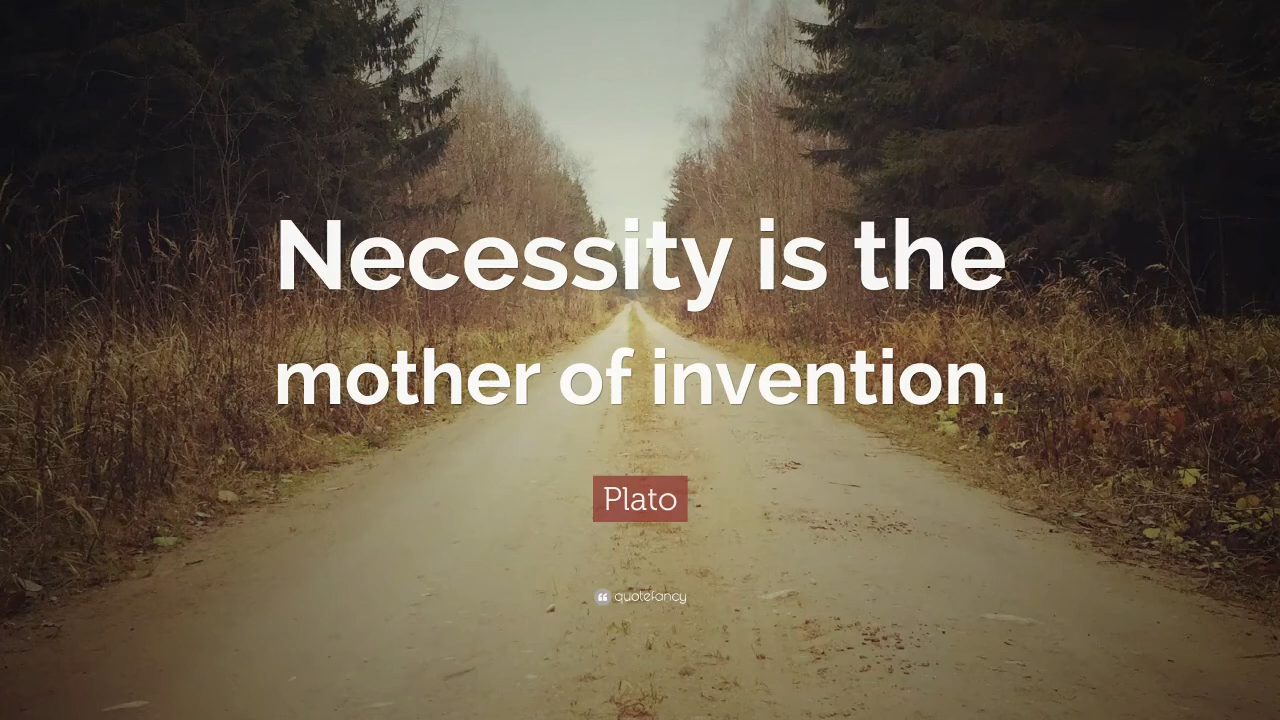 Necessity is the
mother of invention.
Plato
quotefancy